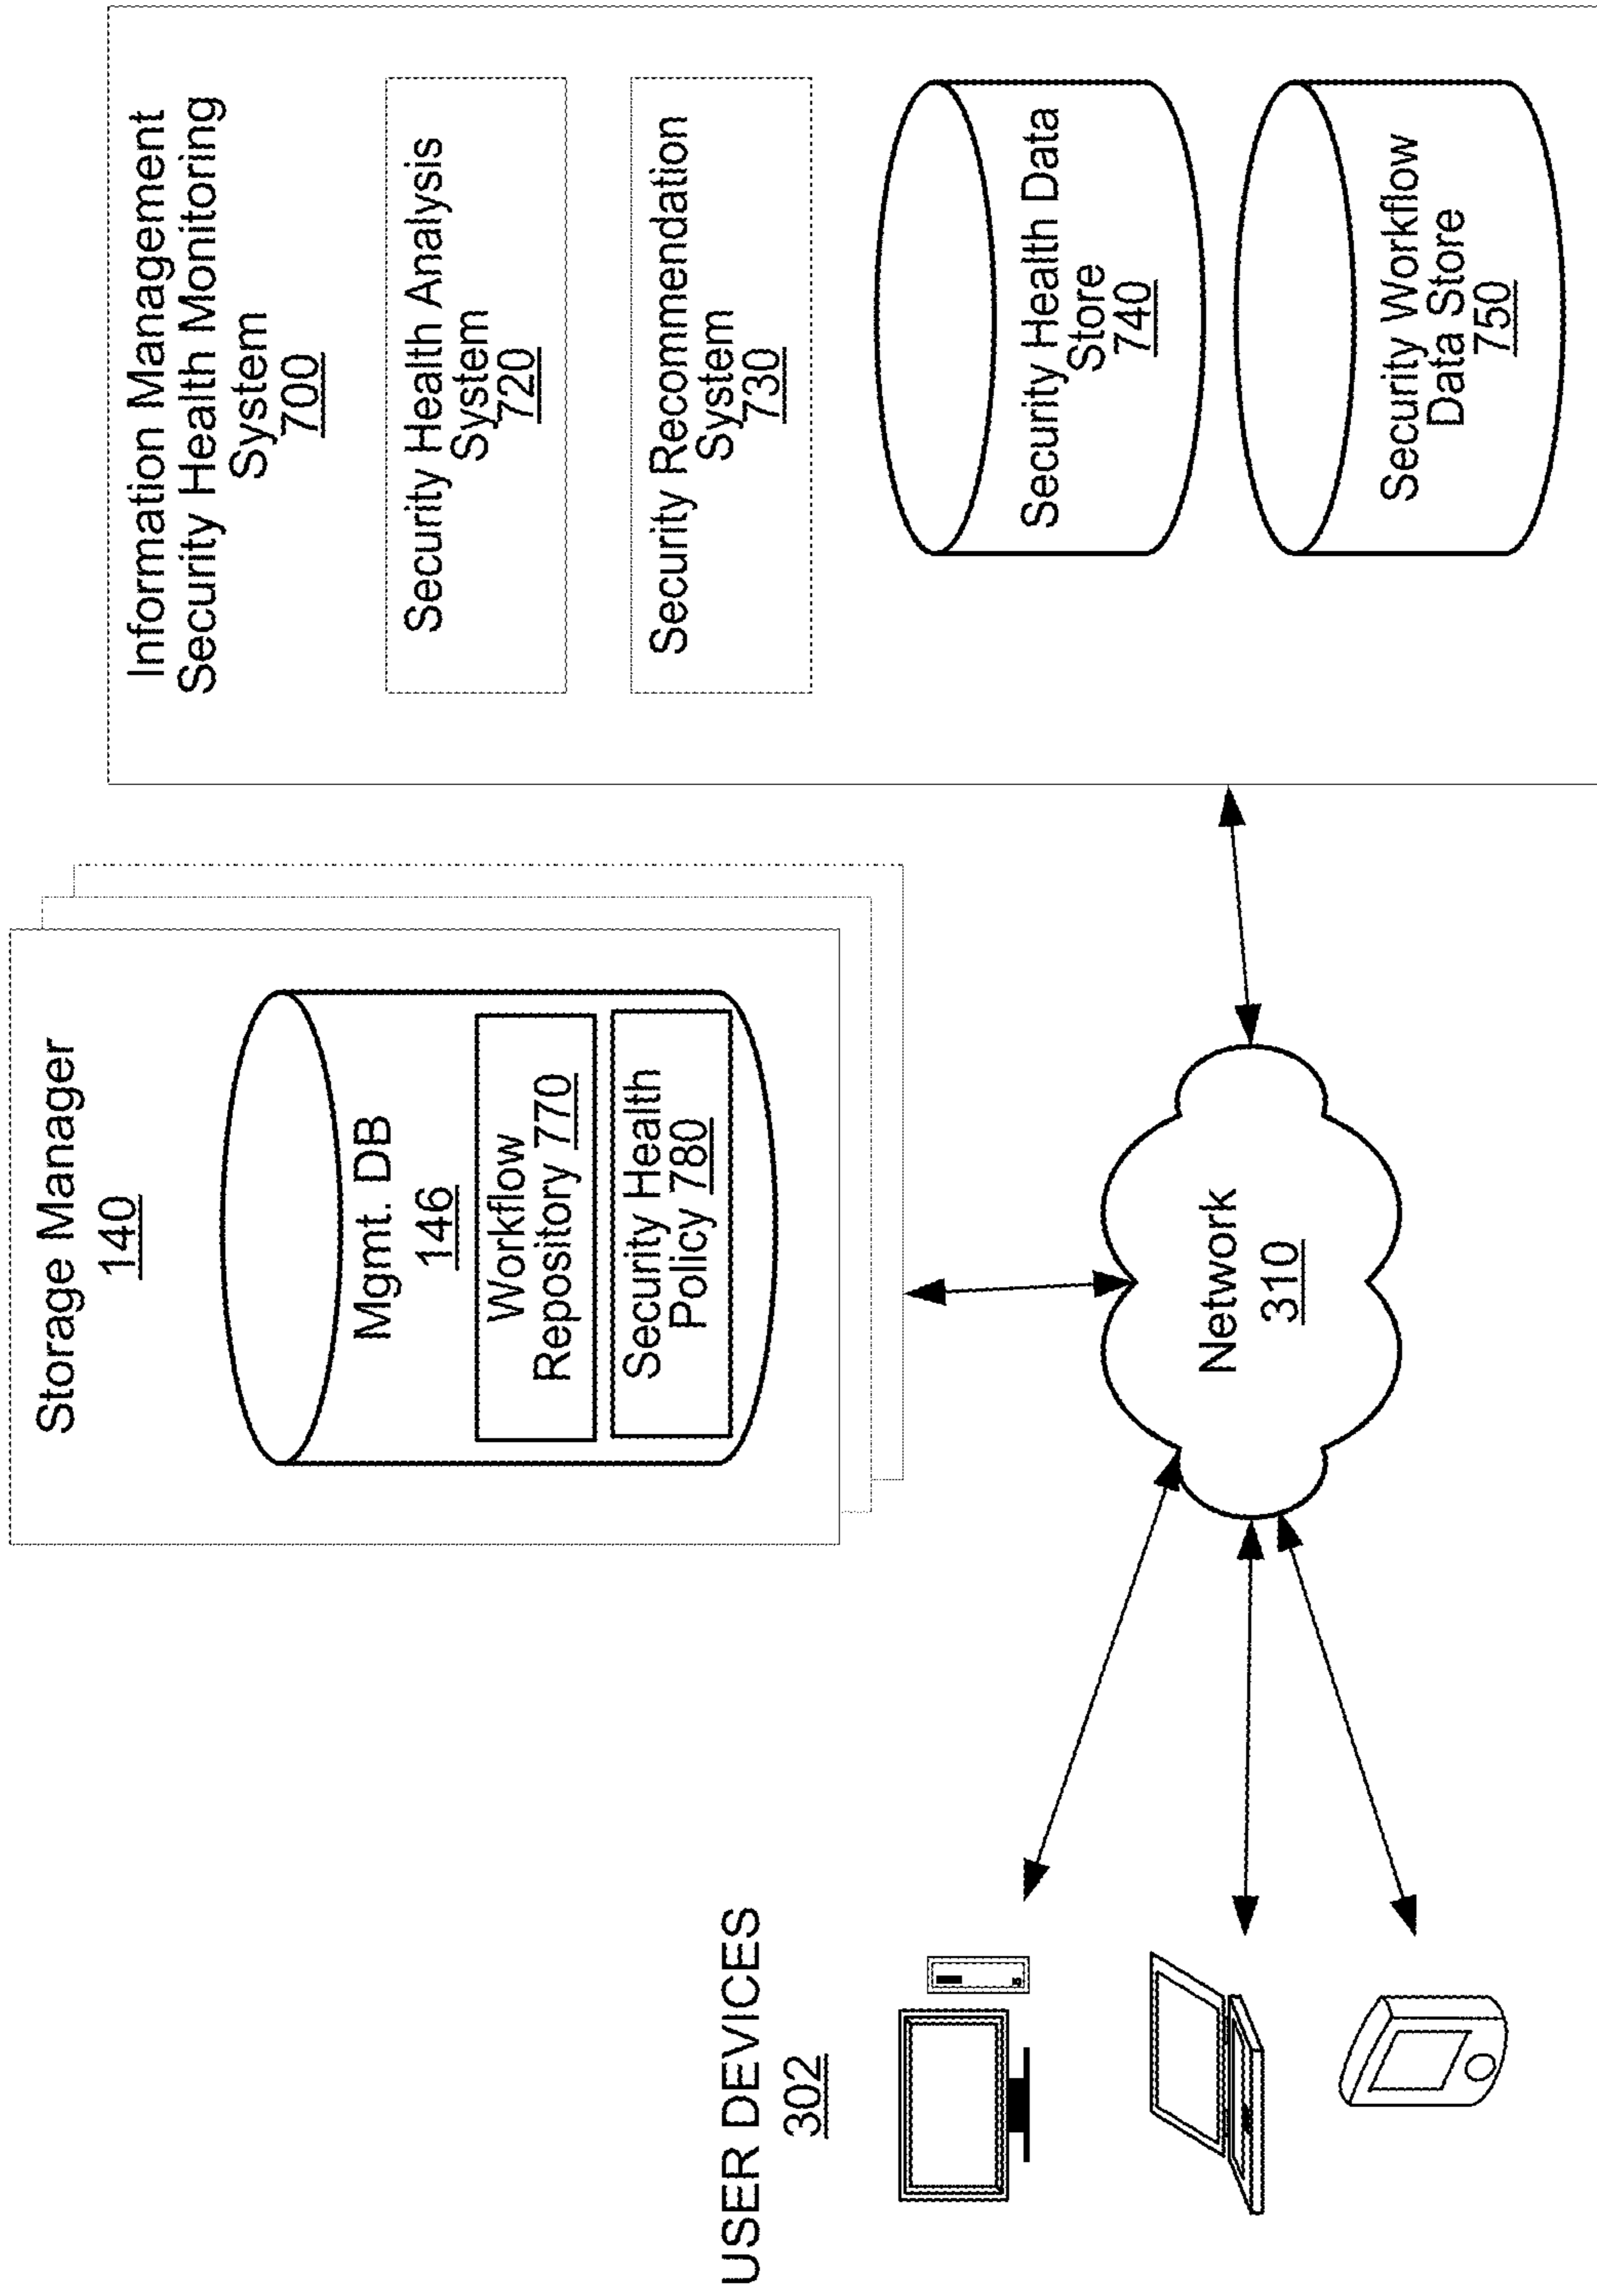 Storage Manager
140
Mgmt. DB
146
Workflow
Repository 770
Security Health
Policy 780
Information Management
Security Health Monitoring
System
700
Security Health Analysis
System
720
Security Recommendation
System
730
Security Health Data
Store
740
Security Workflow
Data Store
750
USER DEVICES
302
Network
310